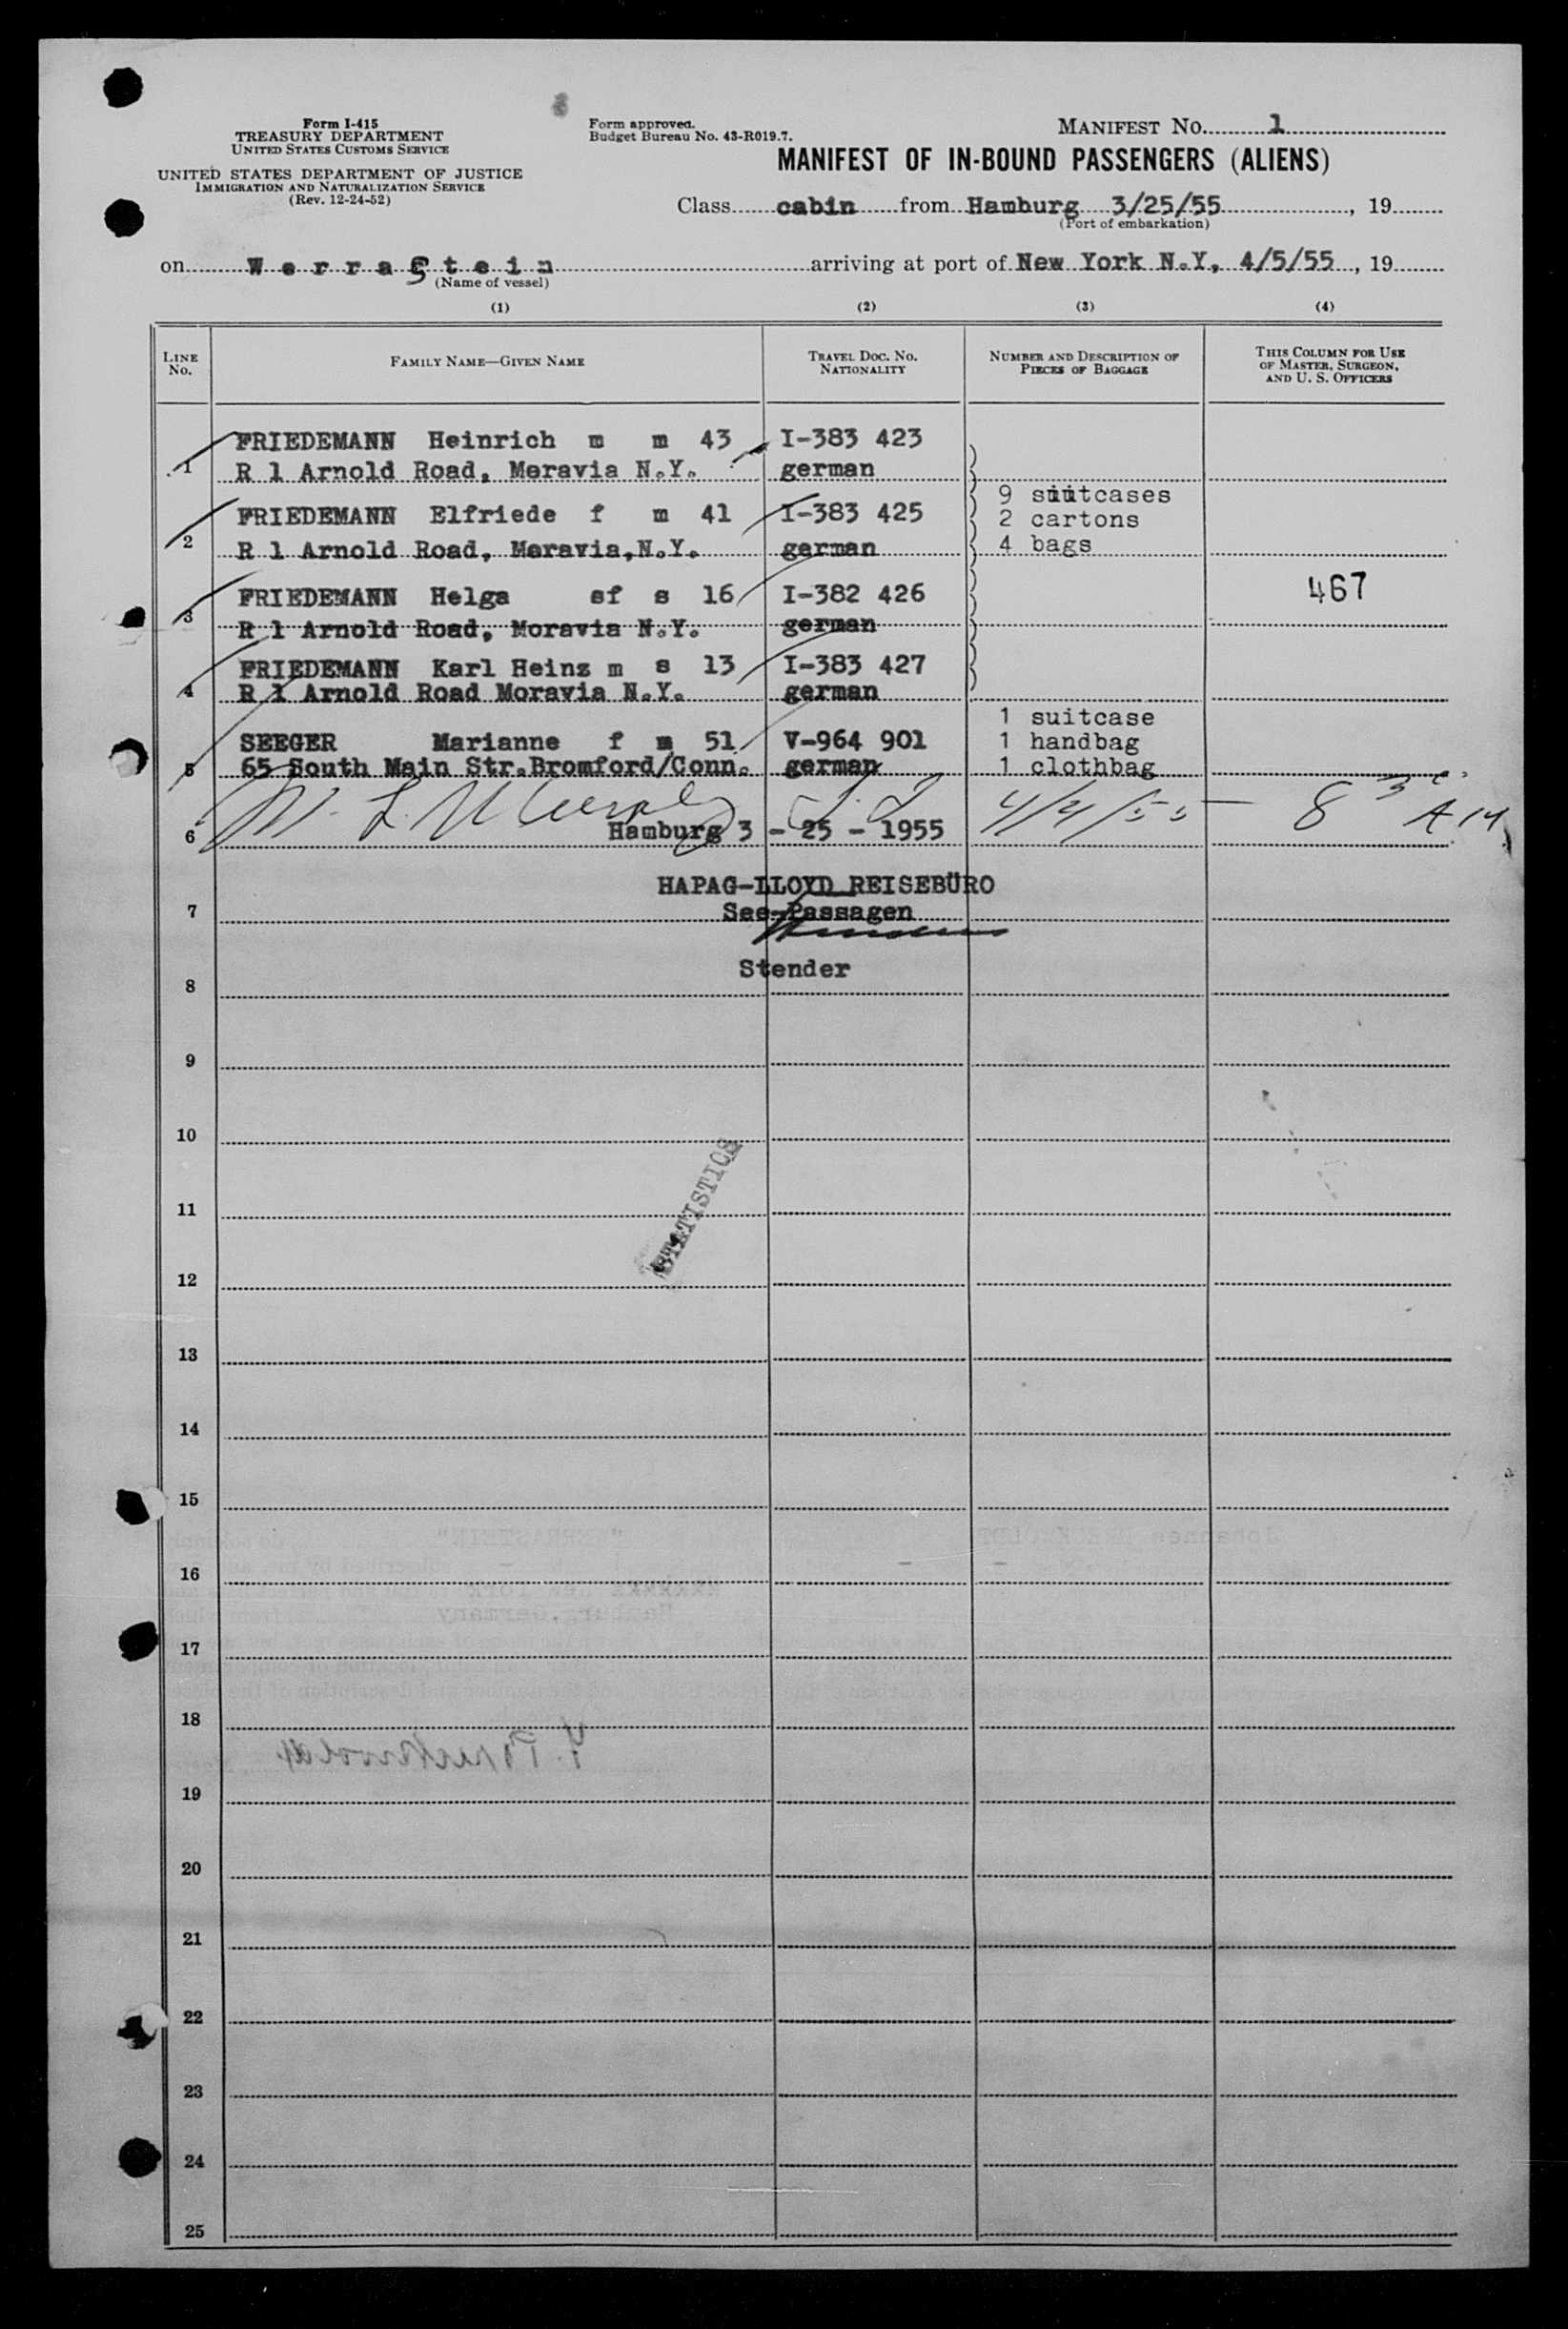 Form I-415
TREASURY DEPARTMENT
UNITED STATES CUSTOMS SERVICE
UNITED STATES DEPARTMENT OF JUSTICE
IMMIGRATION AND NATURALIZATION SERVICE
(Rev. 12-24-52)
Form approved.
Budget Bureau No. 43-R019.7.
MANIFEST NO. 1
MANIFEST OF IN-BOUND PASSENGERS (ALIENS)
Class cabin from Hamburg 3/25/55, 19
(Port of embarkation)
on WerraStein arriving at port of New York N.Y, 4/5/55, 19
(Name of vessel)
(1) (2) (3) (4)
LINE NO.
FAMILY NAME—GIVEN NAME
TRAVEL DOC. NO. NATIONALITY
NUMBER AND DESCRIPTION OF PIECES OF BAGGAGE
THIS COLUMN FOR USE OF MASTER, SURGEON, AND U. S. OFFICERS
FRIEDEMANN Heinrich m m 43 I-383 423
1 R 1 Arnold Road, Meravia N.Y. german
9 suitcases
FRIEDEMANN Elfriede f m 41 I-383 425 2 cartons
2 R 1 Arnold Road, Meravia,N.Y. german 4 bags
FRIEDEMANN Helga sf s 16 I-382 426 467
3 R 1 Arnold Road, Moravia N.Y. german
FRIEDEMANN Karl Heinz m s 13 I-383 427
4 R 1 Arnold Road Moravia N.Y. german
1 suitcase
SEEGER Marianne f m 51 V-964 901 1 handbag
5 65 South Main Str.Bromford/Conn. german 1 clothbag
4/4/55 8 30 AM
6 Hamburg 3 - 25 - 1955
HAPAG-LLOYD REISEBÜRO
7 See-Passagen
Stender
8
9
10
STATISTICS
11
12
13
14
15
16
17
18
19
20
21
22
23
24
25